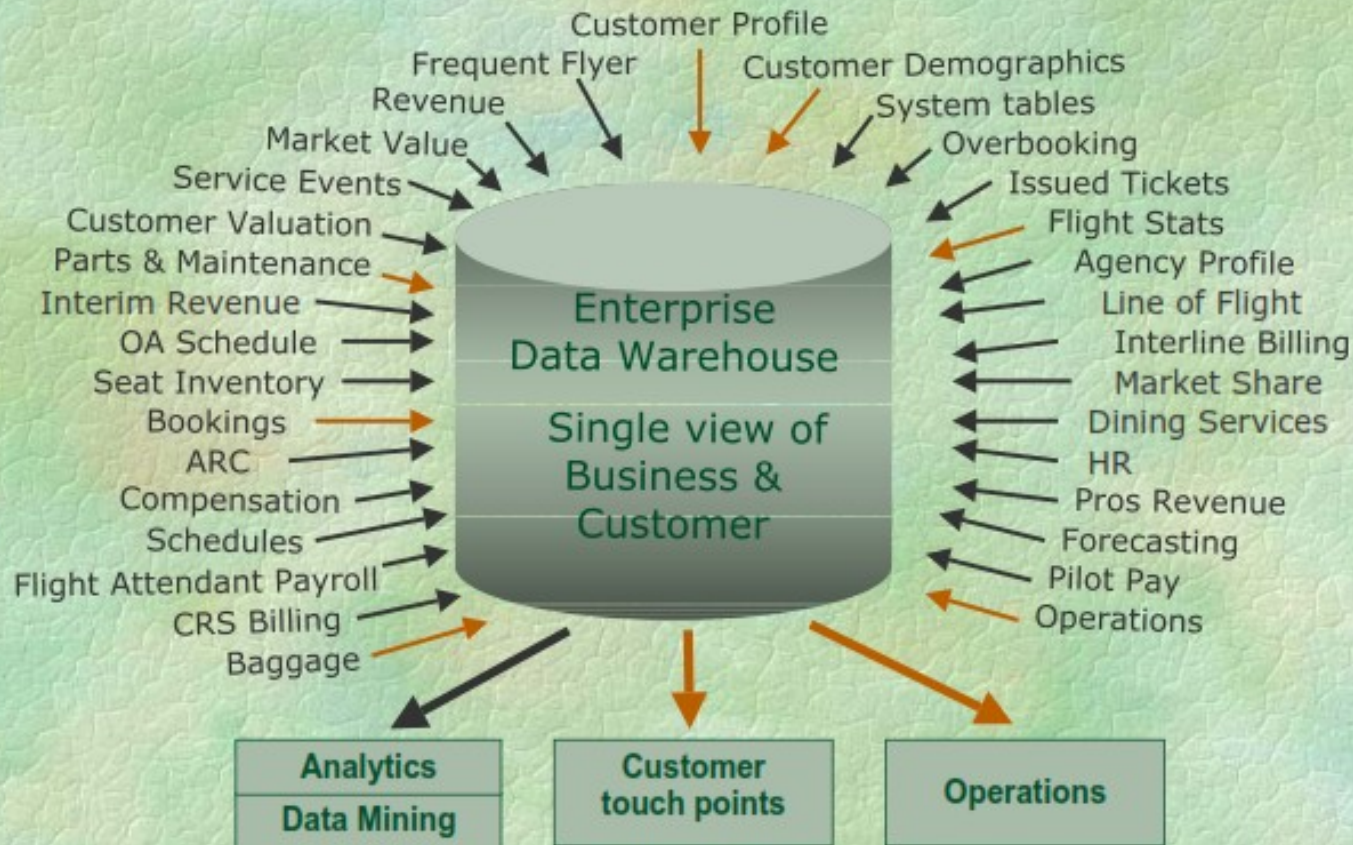 Customer Profile
Frequent Flyer
Customer Demographics
Revenue
System tables
Market Value
Overbooking
Service Events
Issued Tickets
Customer Valuation
Flight Stats
Parts & Maintenance
Agency Profile
Interim Revenue
Line of Flight
OA Schedule
Interline Billing
Seat Inventory
Market Share
Bookings
Dining Services
ARC
HR
Compensation
Pros Revenue
Schedules
Forecasting
Flight Attendant Payroll
Pilot Pay
CRS Billing
Operations
Baggage
Enterprise
Data Warehouse
Single view of
Business &
Customer
Analytics
Data Mining
Customer
touch points
Operations